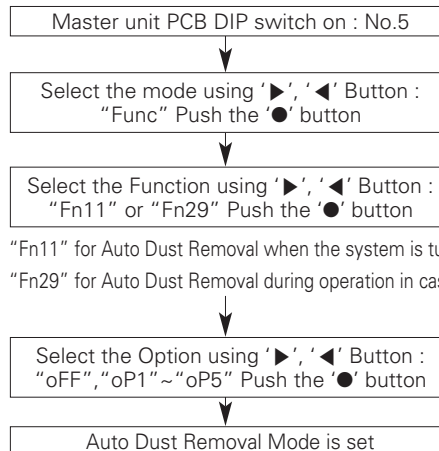 Master unit PCB DIP switch on : No.5
Select the mode using ‘▶’, ‘◀’ Button :
“Func” Push the ‘●’ button
Select the Function using ‘▶’, ‘◀’ Button :
“Fn11” or “Fn29” Push the ‘●’ button
“Fn11” for Auto Dust Removal when the system is
“Fn29” for Auto Dust Removal during operation in
Select the Option using ‘▶’, ‘◀’ Button :
“oFF”,“oP1”~“oP5” Push the ‘●’ button
Auto Dust Removal Mode is set